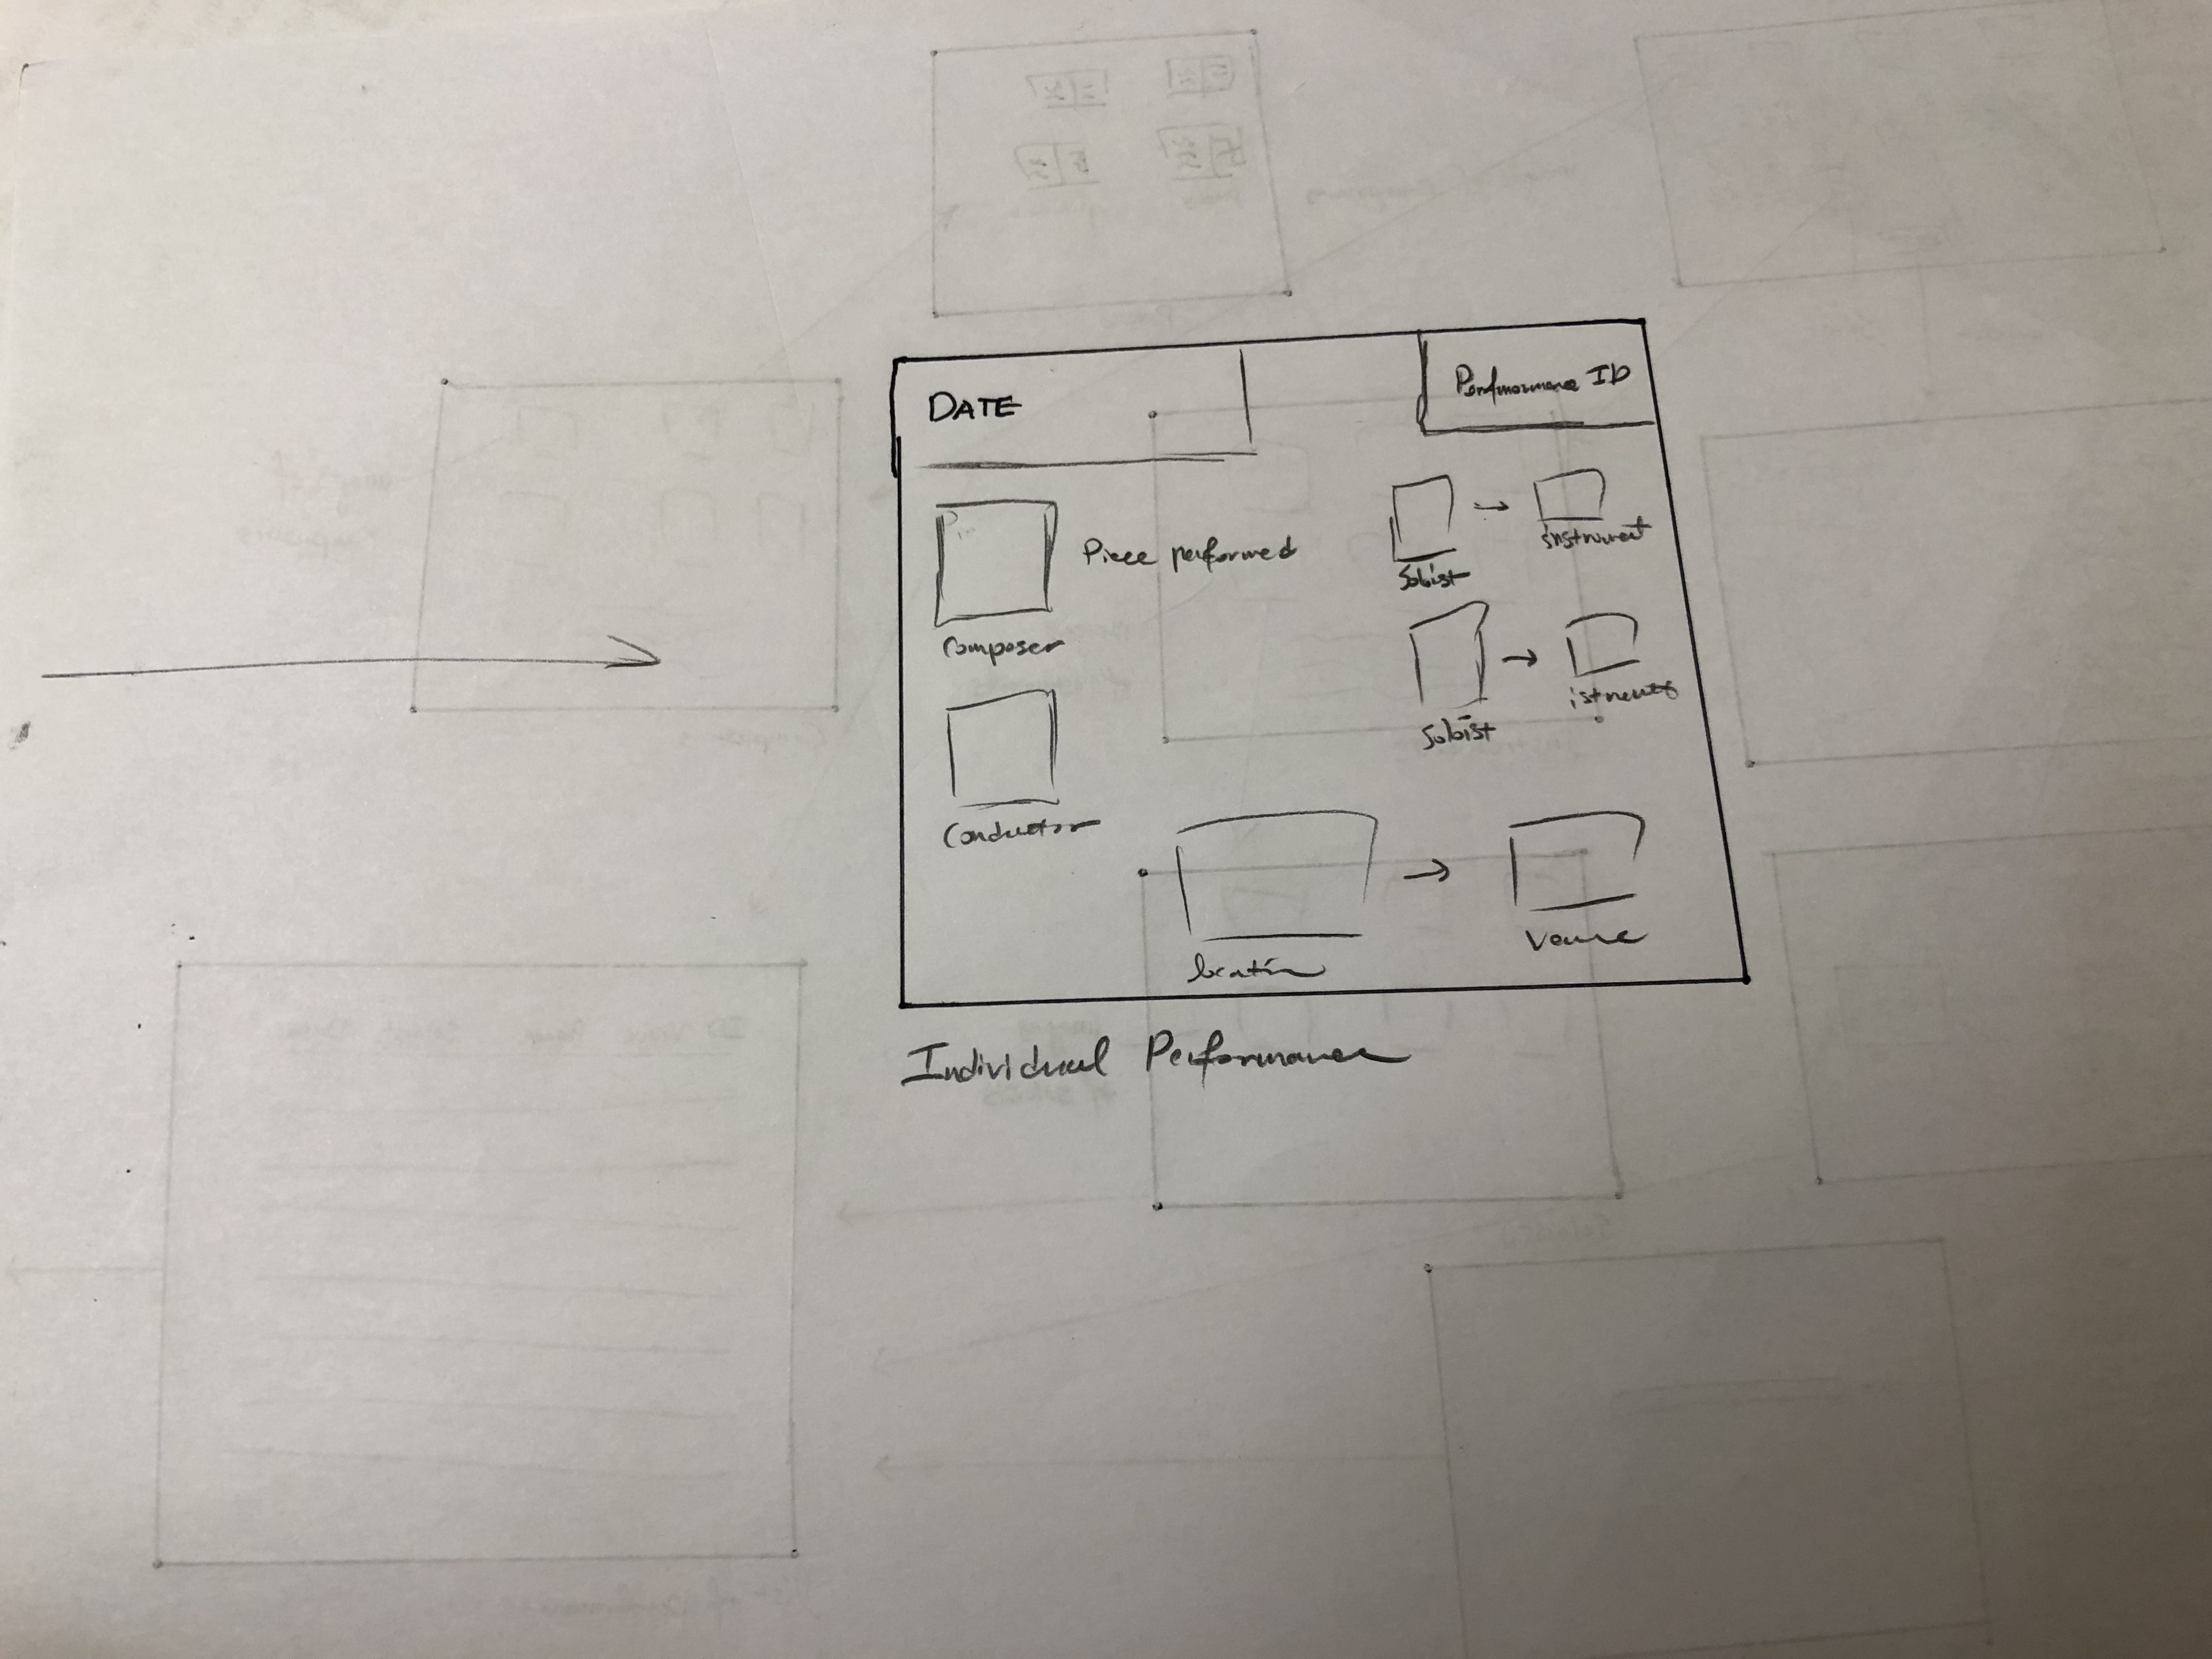 DATE
Performance ID
Piece performed
Composer
Soloist → instrument
Conductor
Soloist → istrument
location → Venue
Individual Performance